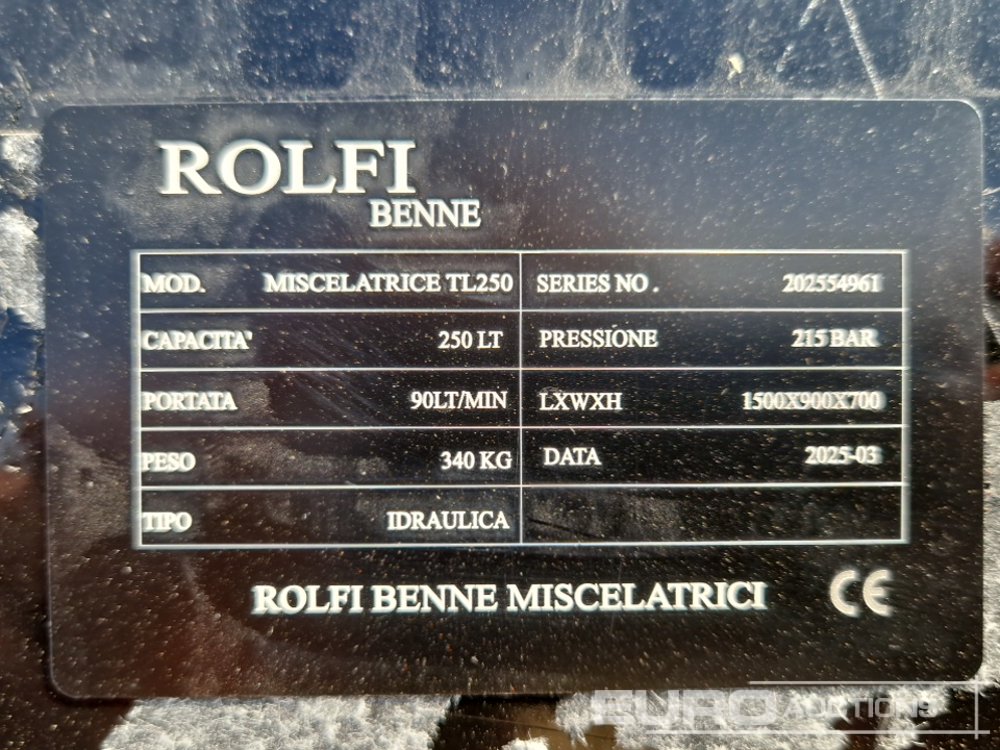 ROLFI
BENNE
MOD. MISCELATRICE TL250 SERIES NO . 202554961
CAPACITA' 250 LT PRESSIONE 215 BAR
PORTATA 90LT/MIN LXWXH 1500X900X700
PESO 340 KG DATA 2025-03
TIPO IDRAULICA
ROLFI BENNE MISCELATRICI CE
EURO AUCTIONS